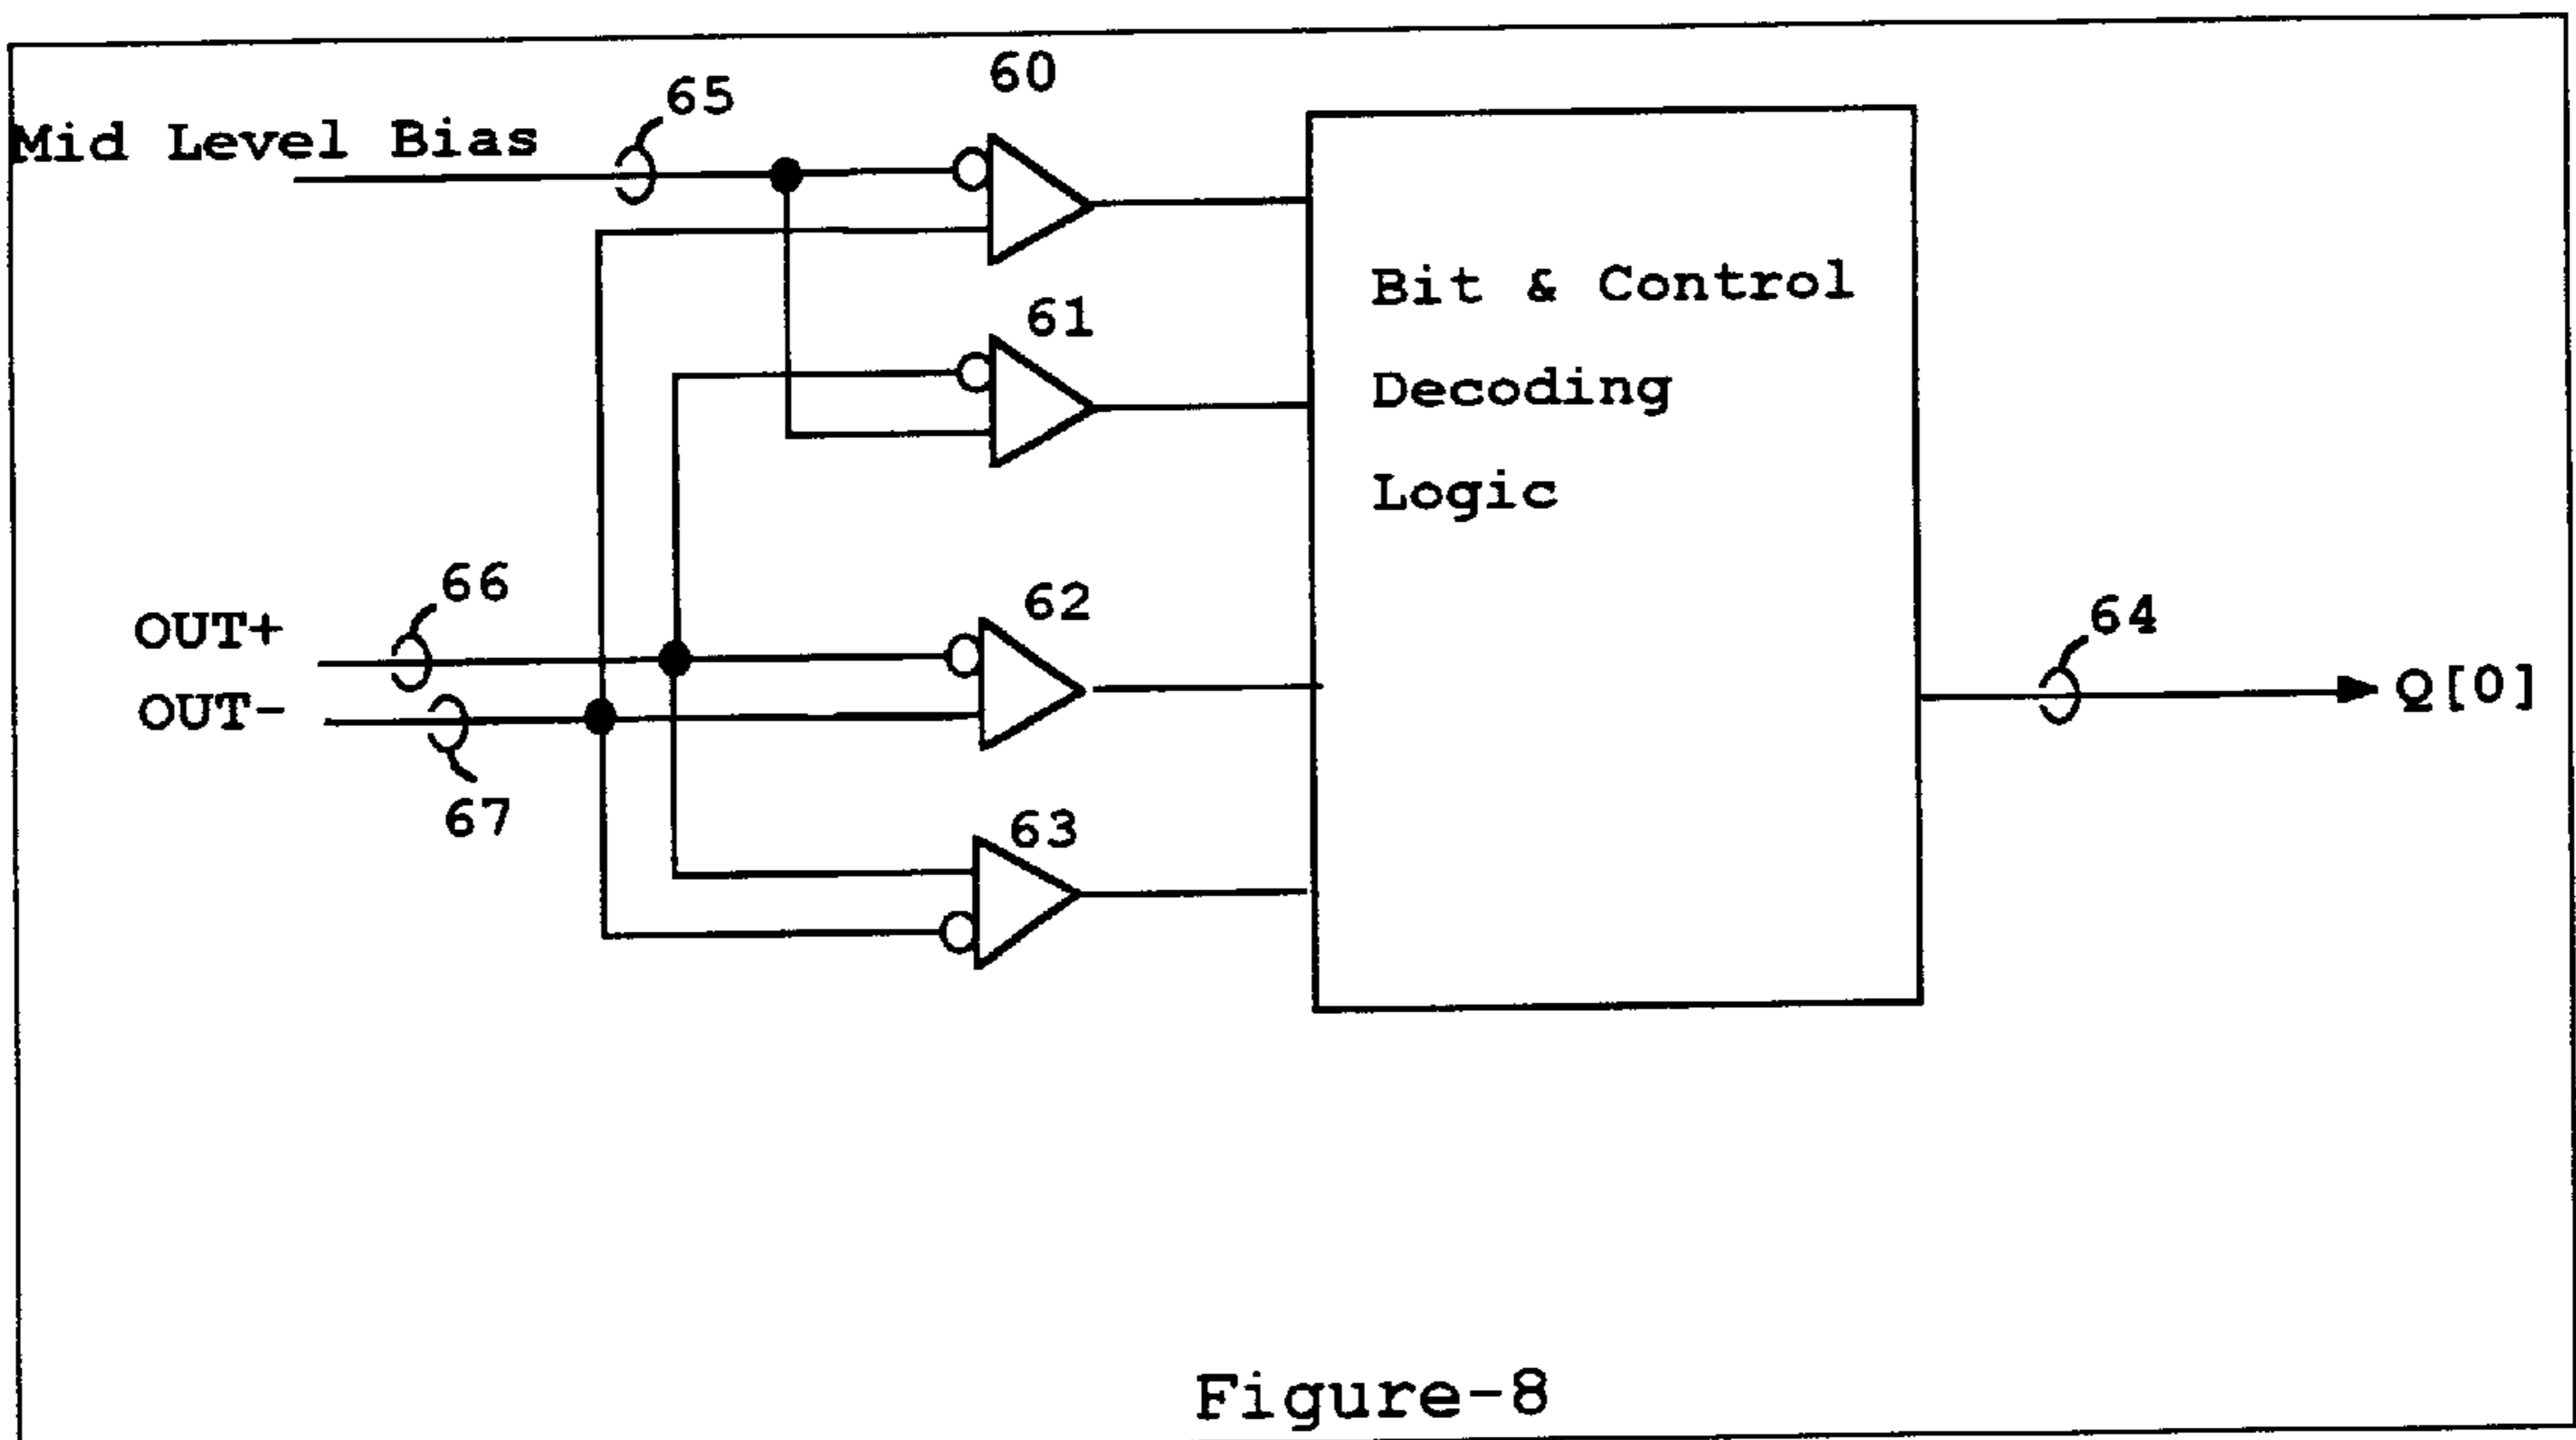 60
65
Mid Level Bias
61
Bit & Control
Decoding
Logic
66
62
64
OUT+
OUT-
Q[0]
67
63
Figure-8